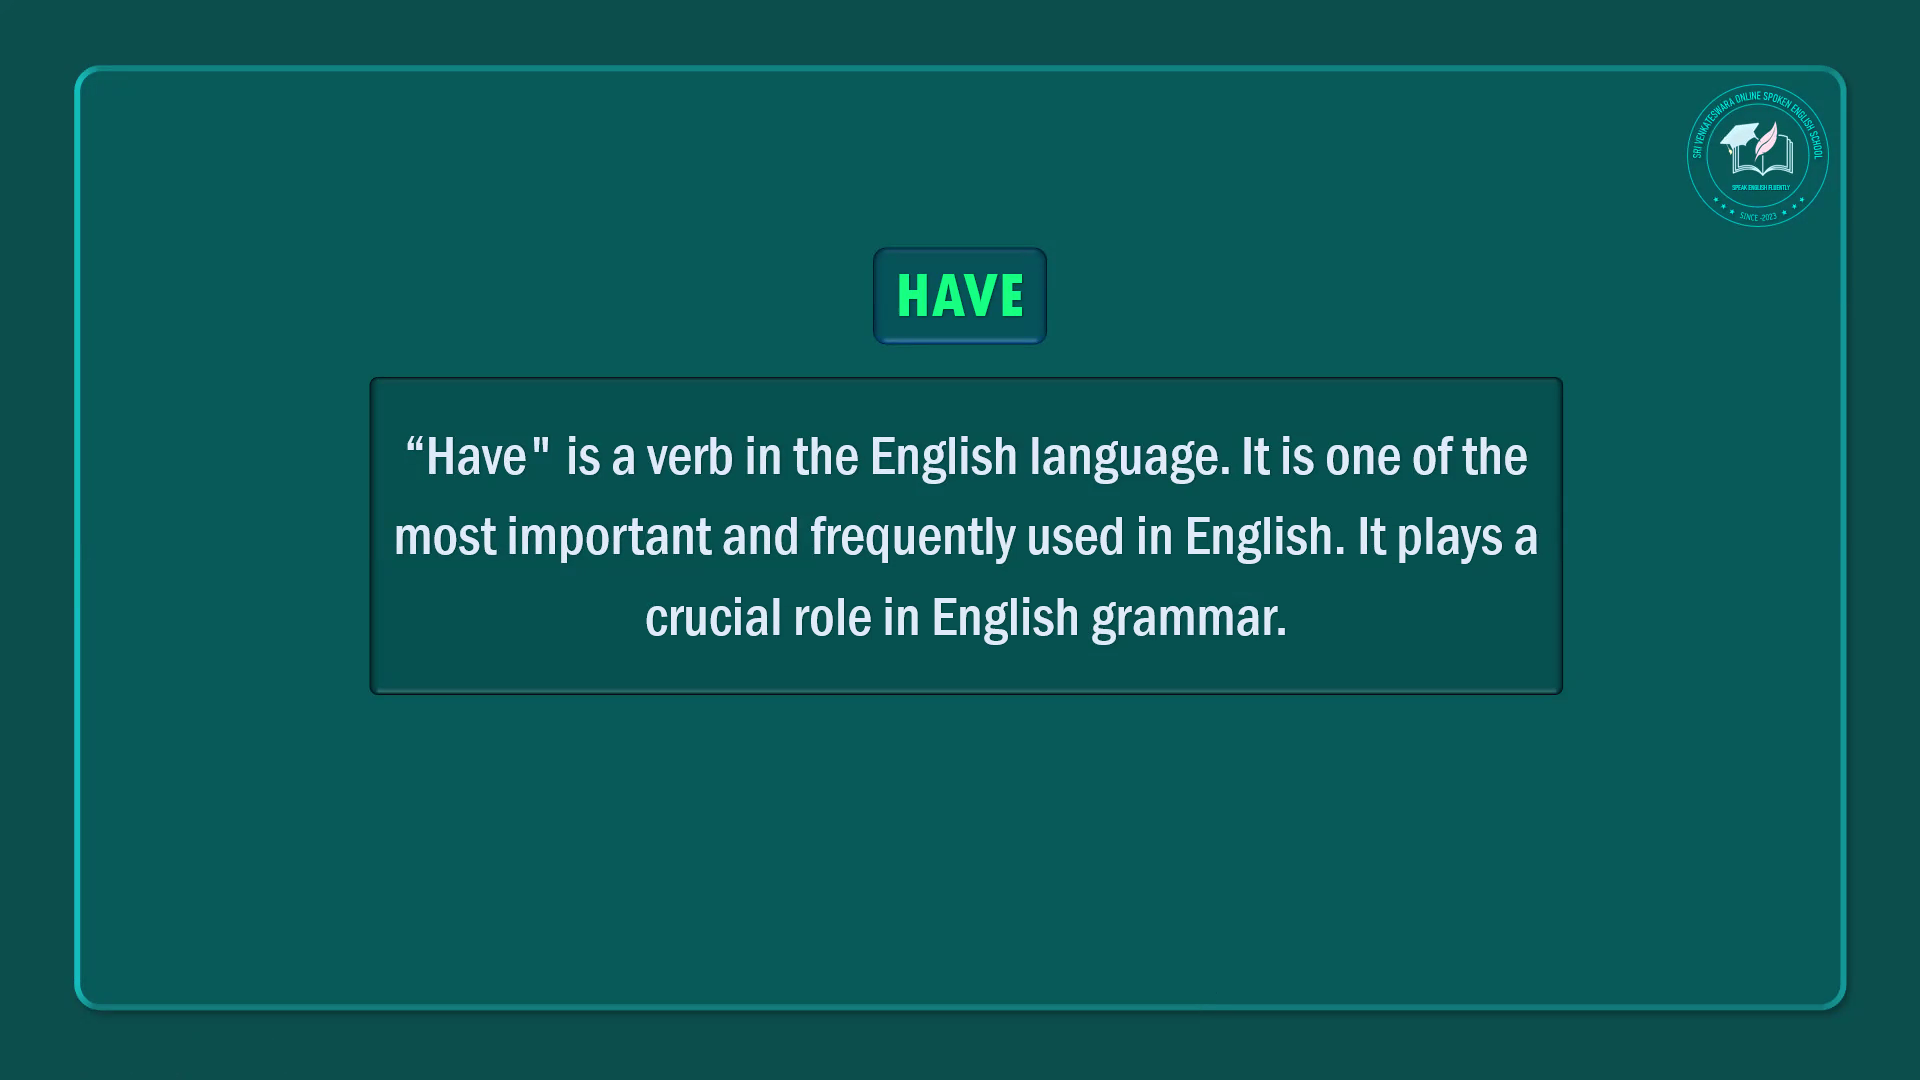 SRI VENKATESWARA ONLINE SPOKEN ENGLISH SCHOOL
SPEAK ENGLISH FLUENTLY
SINCE -2023
HAVE
“Have" is a verb in the English language. It is one of the
most important and frequently used in English. It plays a
crucial role in English grammar.